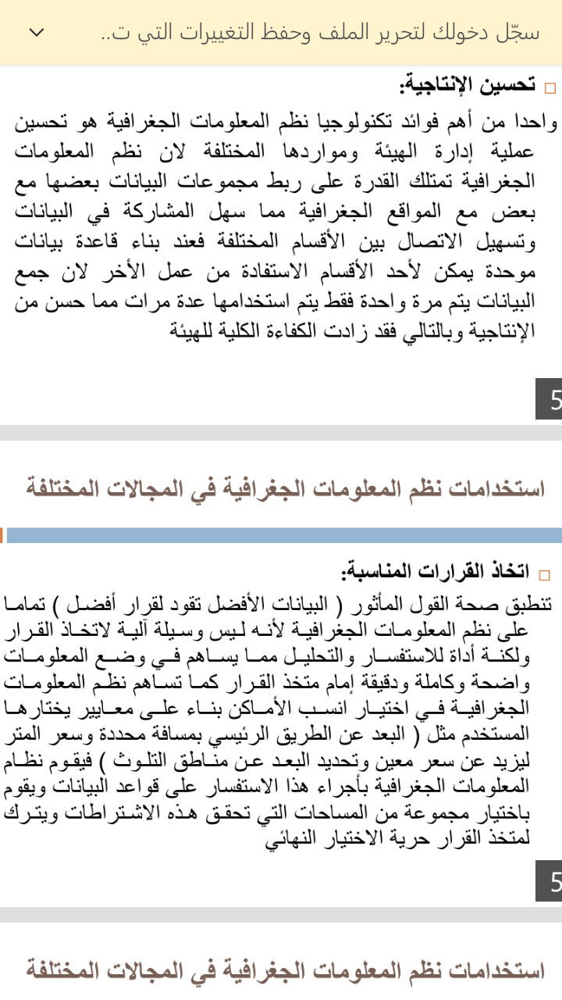 سجّل دخولك لتحرير الملف وحفظ التغييرات التي ت..
تحسين الإنتاجية:
واحدا من أهم فوائد تكنولوجيا نظم المعلومات الجغرافية هو تحسين
عملية إدارة الهيئة ومواردها المختلفة لان نظم المعلومات
الجغرافية تمتلك القدرة على ربط مجموعات البيانات بعضها مع
بعض مع المواقع الجغرافية مما سهل المشاركة في البيانات
وتسهيل الاتصال بين الأقسام المختلفة فعند بناء قاعدة بيانات
موحدة يمكن لأحد الأقسام الاستفادة من عمل الأخر لان جمع
البيانات يتم مرة واحدة فقط يتم استخدامها عدة مرات مما حسن من
الإنتاجية وبالتالي فقد زادت الكفاءة الكلية للهيئة
5
استخدامات نظم المعلومات الجغرافية في المجالات المختلفة
اتخاذ القرارات المناسبة:
تنطبق صحة القول المأثور ( البيانات الأفضل تقود لقرار أفضل ) تماما
على نظم المعلومات الجغرافية لأنه ليس وسيلة آلية لاتخاذ القرار
ولكنة أداة للاستفسار والتحليل مما يساهم في وضع المعلومات
واضحة وكاملة ودقيقة إمام متخذ القرار كما تساهم نظم المعلومات
الجغرافية في اختيار انسب الأماكن بناء على معايير يختارها
المستخدم مثل ( البعد عن الطريق الرئيسي بمسافة محددة وسعر المتر
ليزيد عن سعر معين وتحديد البعد عن مناطق التلوث ) فيقوم نظام
المعلومات الجغرافية بأجراء هذا الاستفسار على قواعد البيانات ويقوم
باختيار مجموعة من المساحات التي تحقق هذه الاشتراطات ويترك
لمتخذ القرار حرية الاختيار النهائي
5
استخدامات نظم المعلومات الجغرافية في المجالات المختلفة